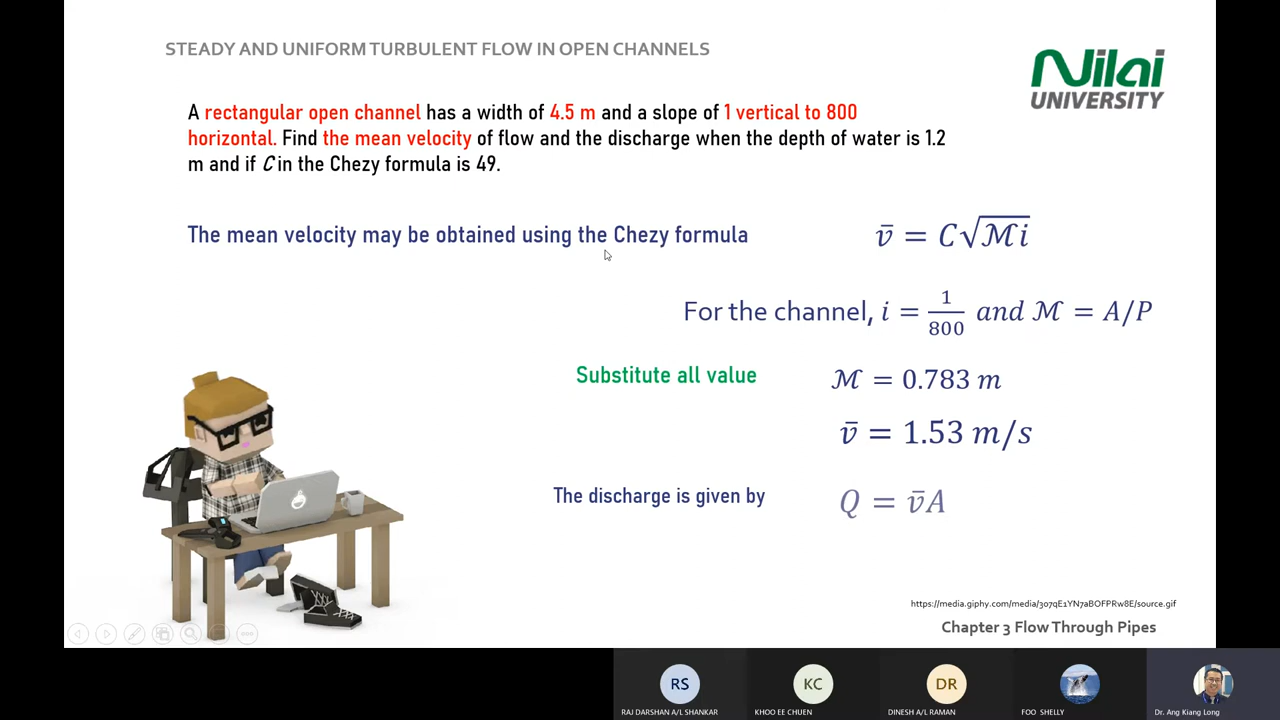 STEADY AND UNIFORM TURBULENT FLOW IN OPEN CHANNELS
Nilai
UNIVERSITY
A rectangular open channel has a width of 4.5 m and a slope of 1 vertical to 800
horizontal. Find the mean velocity of flow and the discharge when the depth of water is 1.2
m and if C in the Chezy formula is 49.
The mean velocity may be obtained using the Chezy formula
v̄ = C√ℳi
For the channel, i = 1/800 and ℳ = A/P
Substitute all value
ℳ = 0.783 m
v̄ = 1.53 m/s
The discharge is given by
Q = v̄A
https://media.giphy.com/media/3o7qE1YN7aBOFPRw8E/source.gif
Chapter 3 Flow Through Pipes
RS
KC
DR
RAJ DARSHAN A/L SHANKAR
KHOO EE CHUEN
DINESH A/L RAMAN
FOO SHELLY
Dr. Ang Kiang Long